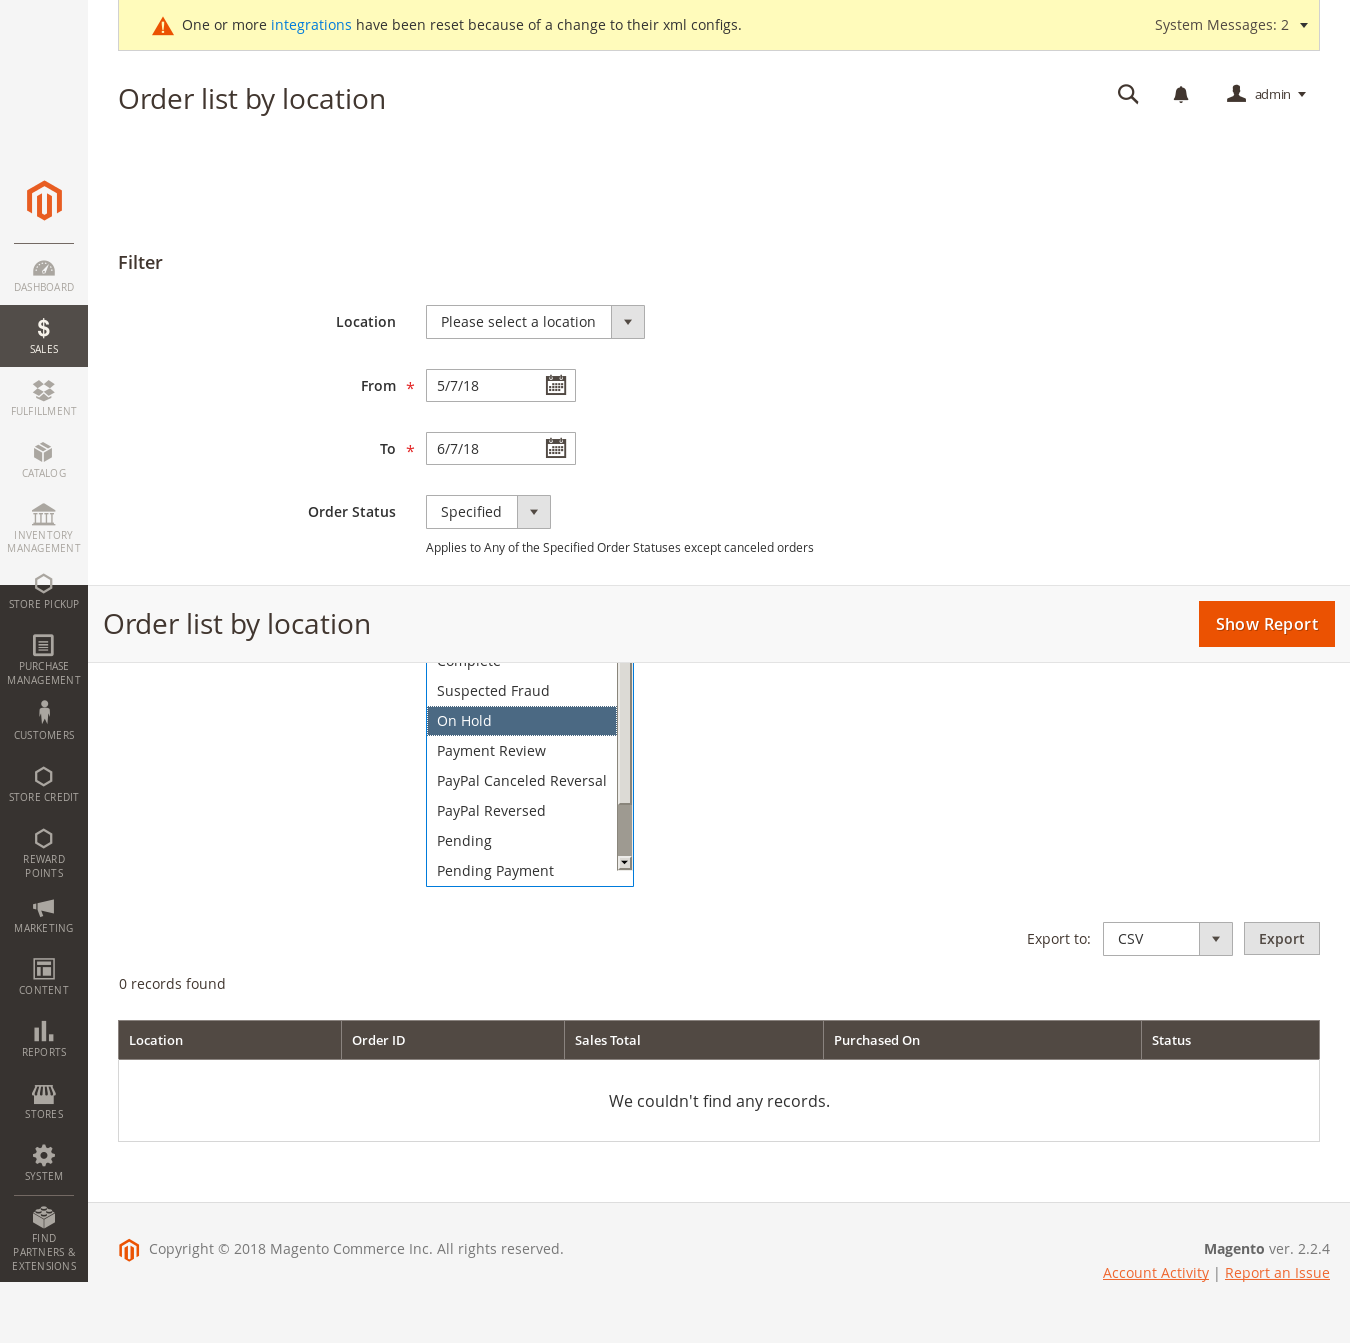 One or more integrations have been reset because of a change to their xml configs.
System Messages: 2
Order list by location
admin
DASHBOARD
SALES
FULFILLMENT
CATALOG
INVENTORY
MANAGEMENT
STORE PICKUP
PURCHASE
MANAGEMENT
CUSTOMERS
STORE CREDIT
REWARD
POINTS
MARKETING
CONTENT
REPORTS
STORES
SYSTEM
FIND
PARTNERS &
EXTENSIONS
Filter
Location Please select a location
From * 5/7/18
To * 6/7/18
Order Status Specified
Applies to Any of the Specified Order Statuses except canceled orders
Order list by location
Show Report
Complete
Suspected Fraud
On Hold
Payment Review
PayPal Canceled Reversal
PayPal Reversed
Pending
Pending Payment
Export to: CSV Export
0 records found
Location Order ID Sales Total Purchased On Status
We couldn't find any records.
Copyright © 2018 Magento Commerce Inc. All rights reserved.
Magento ver. 2.2.4
Account Activity | Report an Issue